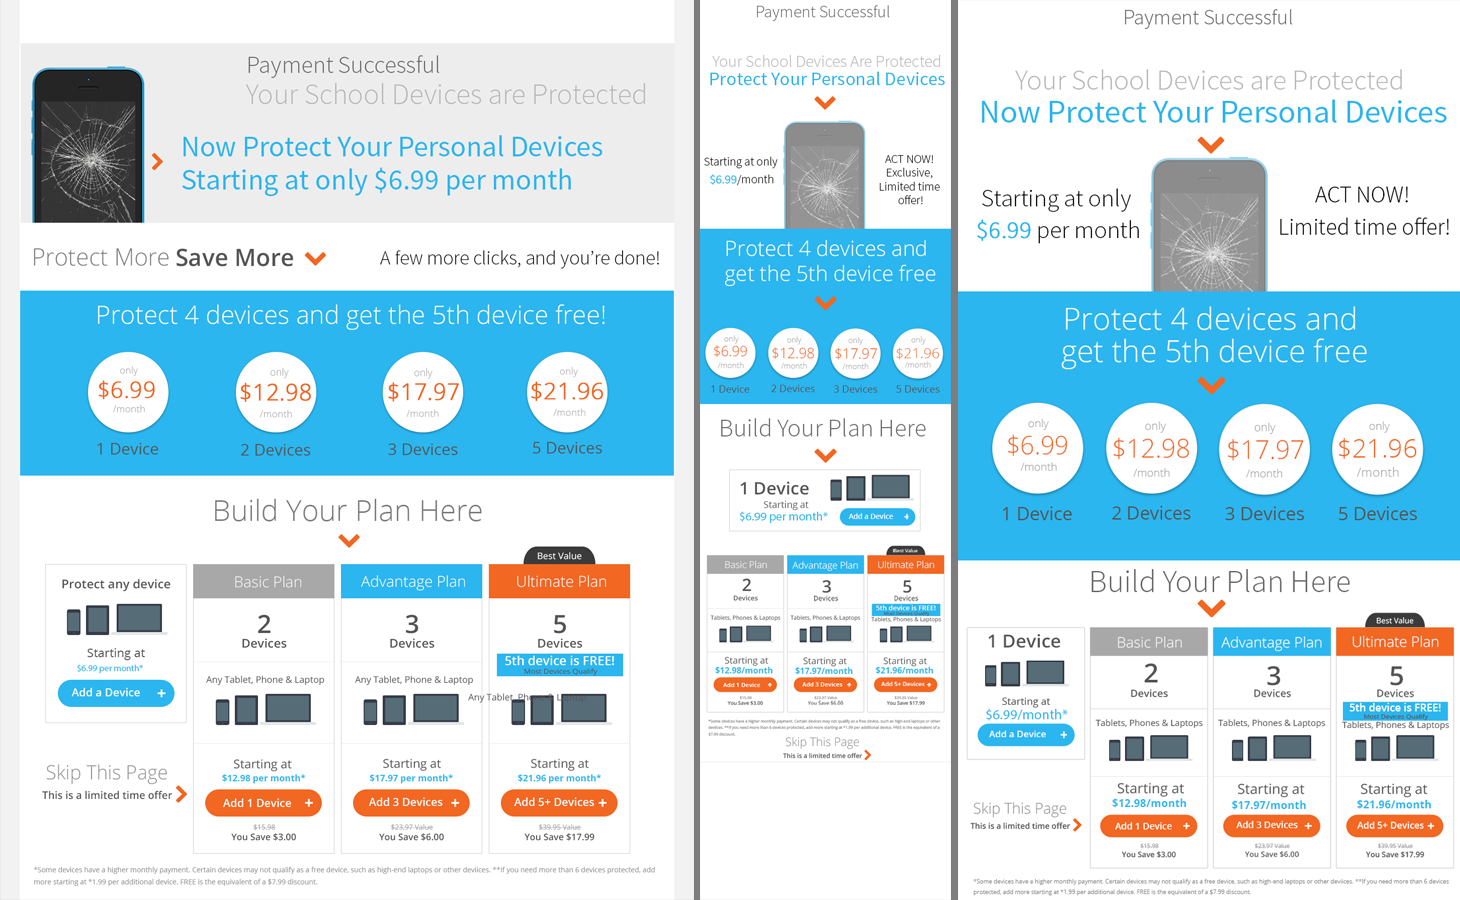 Payment Successful
Your School Devices are Protected
Now Protect Your Personal Devices
Starting at only $6.99 per month
Protect More Save More
A few more clicks, and you're done!
Protect 4 devices and get the 5th device free!
only
$6.99
/month
1 Device
only
$12.98
/month
2 Devices
only
$17.97
/month
3 Devices
only
$21.96
/month
5 Devices
Build Your Plan Here
Protect any device
Starting at
$6.99 per month*
Add a Device +
Skip This Page
This is a limited time offer
Basic Plan
2
Devices
Any Tablet, Phone & Laptop
Starting at
$12.98 per month*
Add 1 Device +
$15.98
You Save $3.00
Advantage Plan
3
Devices
Any Tablet, Phone & Laptop
Starting at
$17.97 per month*
Add 3 Devices +
$23.97 Value
You Save $6.00
Best Value
Ultimate Plan
5
Devices
5th device is FREE!
Most Devices Qualify
Any Tablet, Phone & Laptop
Starting at
$21.96 per month*
Add 5+ Devices +
$39.95 Value
You Save $17.99
*Some devices have a higher monthly payment. Certain devices may not qualify as a free device, such as high-end laptops or other deviices. **If you need more than 6 devices protected, add
more starting at *1.99 per additional device. FREE is the equivalent of a $7.99 discount.
Payment Successful
Your School Devices Are Protected
Protect Your Personal Devices
Starting at only
$6.99/month
ACT NOW!
Exclusive,
Limited time
offer!
Protect 4 devices and
get the 5th device free
only
$6.99
/month
1 Device
only
$12.98
/month
2 Devices
only
$17.97
/month
3 Devices
only
$21.96
/month
5 Devices
Build Your Plan Here
1 Device
Starting at
$6.99 per month*
Add a Device +
Basic Plan
2
Devices
Tablets, Phones & Laptops
Starting at
$12.98/month
Add 1 Device +
$15.98
You Save $3.00
Advantage Plan
3
Devices
Tablets, Phones & Laptops
Starting at
$17.97/month
Add 3 Devices +
$23.97 Value
You Save $6.00
Best Value
Ultimate Plan
5
Devices
5th device is FREE!
Most Devices Qualify
Tablets, Phones & Laptops
Starting at
$21.96/month
Add 5+ Devices +
$39.95 Value
You Save $17.99
*Some devices have a higher monthly payment. Certain devices may not qualify as a free device, such as high-end laptops or other
deviices. **If you need more than 6 devices protected, add more starting at *1.99 per additional device. FREE is the equivalent of a
$7.99 discount.
Skip This Page
This is a limited time offer
Payment Successful
Your School Devices are Protected
Now Protect Your Personal Devices
Starting at only
$6.99 per month
ACT NOW!
Limited time offer!
Protect 4 devices and
get the 5th device free
only
$6.99
/month
1 Device
only
$12.98
/month
2 Devices
only
$17.97
/month
3 Devices
only
$21.96
/month
5 Devices
Build Your Plan Here
1 Device
Starting at
$6.99/month*
Add a Device +
Skip This Page
This is a limited time offer
Basic Plan
2
Devices
Tablets, Phones & Laptops
Starting at
$12.98/month
Add 1 Device +
$15.98
You Save $3.00
Advantage Plan
3
Devices
Tablets, Phones & Laptops
Starting at
$17.97/month
Add 3 Devices +
$23.97 Value
You Save $6.00
Best Value
Ultimate Plan
5
Devices
5th device is FREE!
Most Devices Qualify
Tablets, Phones & Laptops
Starting at
$21.96/month
Add 5+ Devices +
$39.95 Value
You Save $17.99
*Some devices have a higher monthly payment. Certain devices may not qualify as a free device, such as high-end laptops or other deviices. **If you need more than 6 devices
protected, add more starting at *1.99 per additional device. FREE is the equivalent of a $7.99 discount.